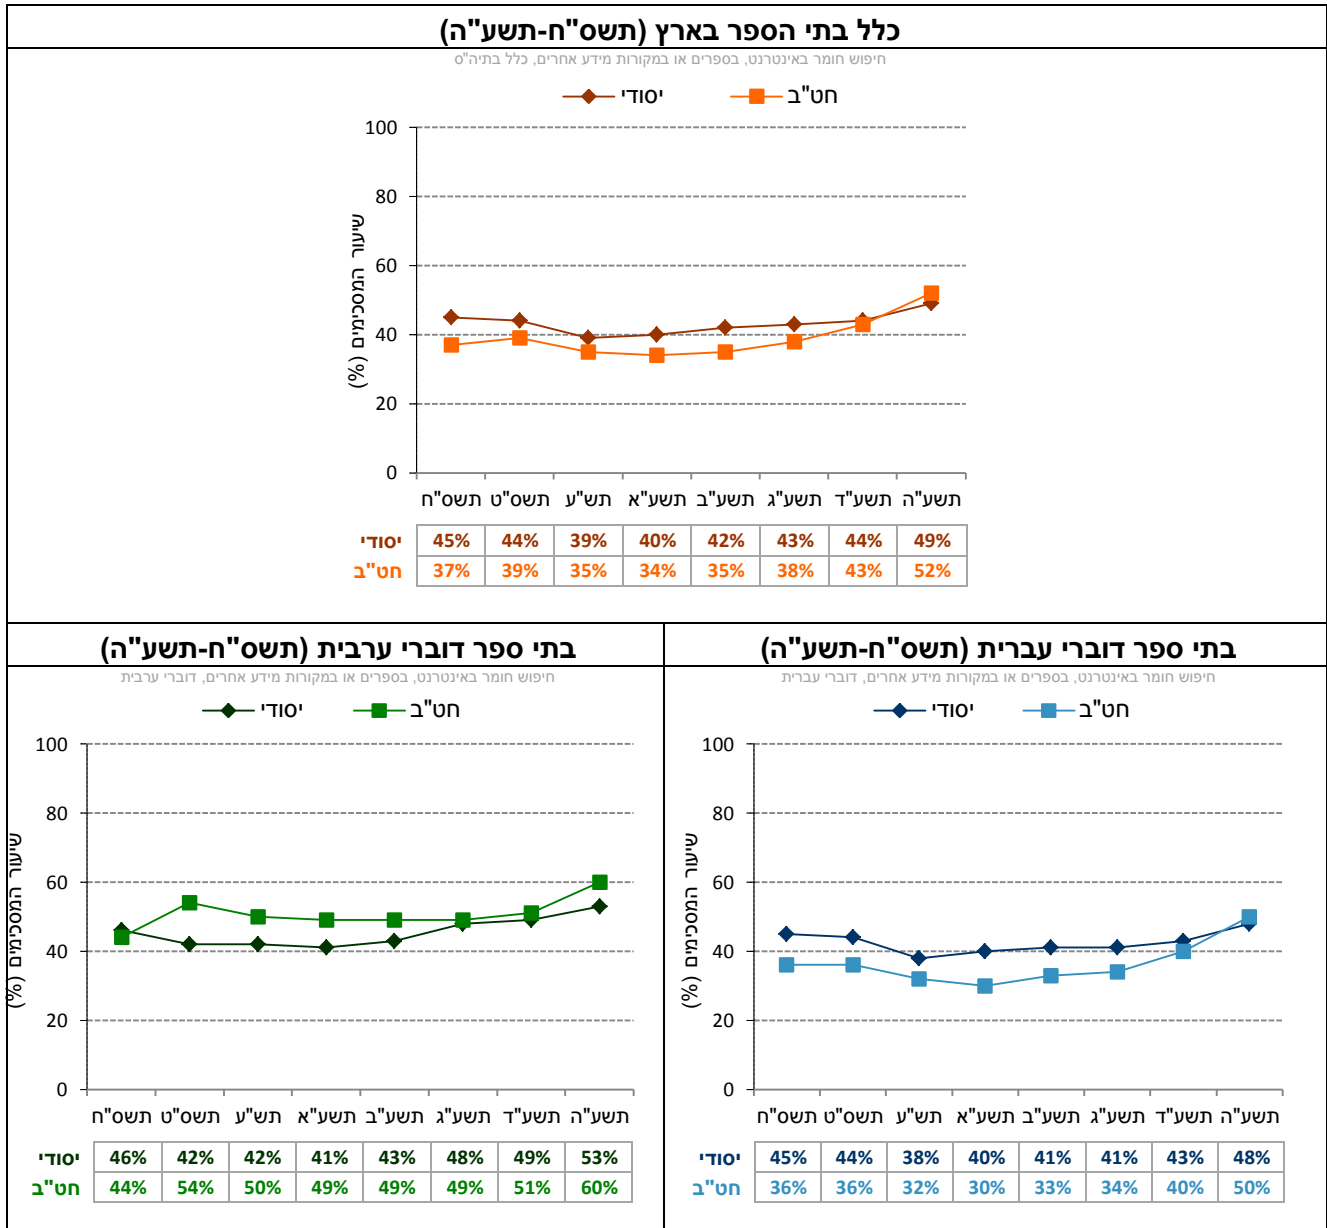 כלל בתי הספר בארץ (תשס"ח-תשע"ה)
חיפוש חומר באינטרנט, בספרים או במקורות מידע אחרים, כלל בתיה"ס
יסודי חט"ב
שיעור המסכימים (%)
100
80
60
40
20
0
תשס"ח תשס"ט תש"ע תשע"א תשע"ב תשע"ג תשע"ד תשע"ה
יסודי 45% 44% 39% 40% 42% 43% 44% 49%
חט"ב 37% 39% 35% 34% 35% 38% 43% 52%
בתי ספר דוברי עברית (תשס"ח-תשע"ה)
חיפוש חומר באינטרנט, בספרים או במקורות מידע אחרים, דוברי עברית
יסודי חט"ב
שיעור המסכימים (%)
100
80
60
40
20
0
תשס"ח תשס"ט תש"ע תשע"א תשע"ב תשע"ג תשע"ד תשע"ה
יסודי 45% 44% 38% 40% 41% 41% 43% 48%
חט"ב 36% 36% 32% 30% 33% 34% 40% 50%
בתי ספר דוברי ערבית (תשס"ח-תשע"ה)
חיפוש חומר באינטרנט, בספרים או במקורות מידע אחרים, דוברי ערבית
יסודי חט"ב
שיעור המסכימים (%)
100
80
60
40
20
0
תשס"ח תשס"ט תש"ע תשע"א תשע"ב תשע"ג תשע"ד תשע"ה
יסודי 46% 42% 42% 41% 43% 48% 49% 53%
חט"ב 44% 54% 50% 49% 49% 49% 51% 60%